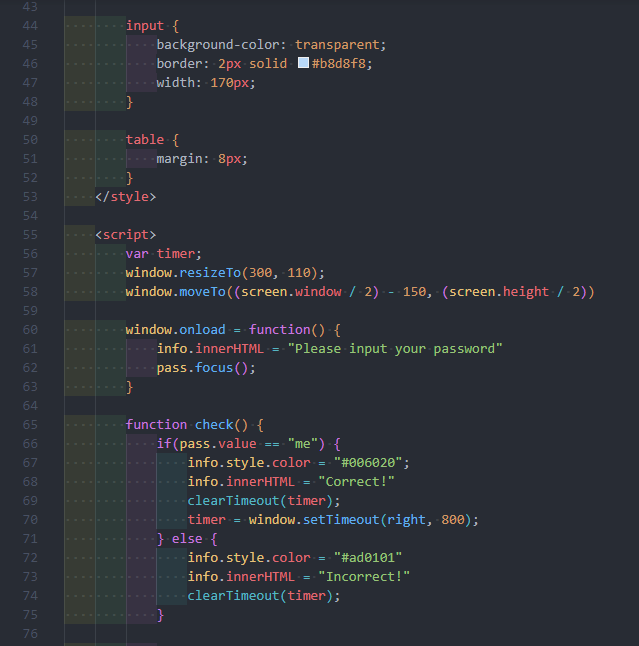 43
44 input {
45 background-color: transparent;
46 border: 2px solid #b8d8f8;
47 width: 170px;
48 }
49
50 table {
51 margin: 8px;
52 }
53 </style>
54
55 <script>
56 var timer;
57 window.resizeTo(300, 110);
58 window.moveTo((screen.window / 2) - 150, (screen.height / 2))
59
60 window.onload = function() {
61 info.innerHTML = "Please input your password"
62 pass.focus();
63 }
64
65 function check() {
66 if(pass.value == "me") {
67 info.style.color = "#006020";
68 info.innerHTML = "Correct!"
69 clearTimeout(timer);
70 timer = window.setTimeout(right, 800);
71 } else {
72 info.style.color = "#ad0101"
73 info.innerHTML = "Incorrect!"
74 clearTimeout(timer);
75 }
76